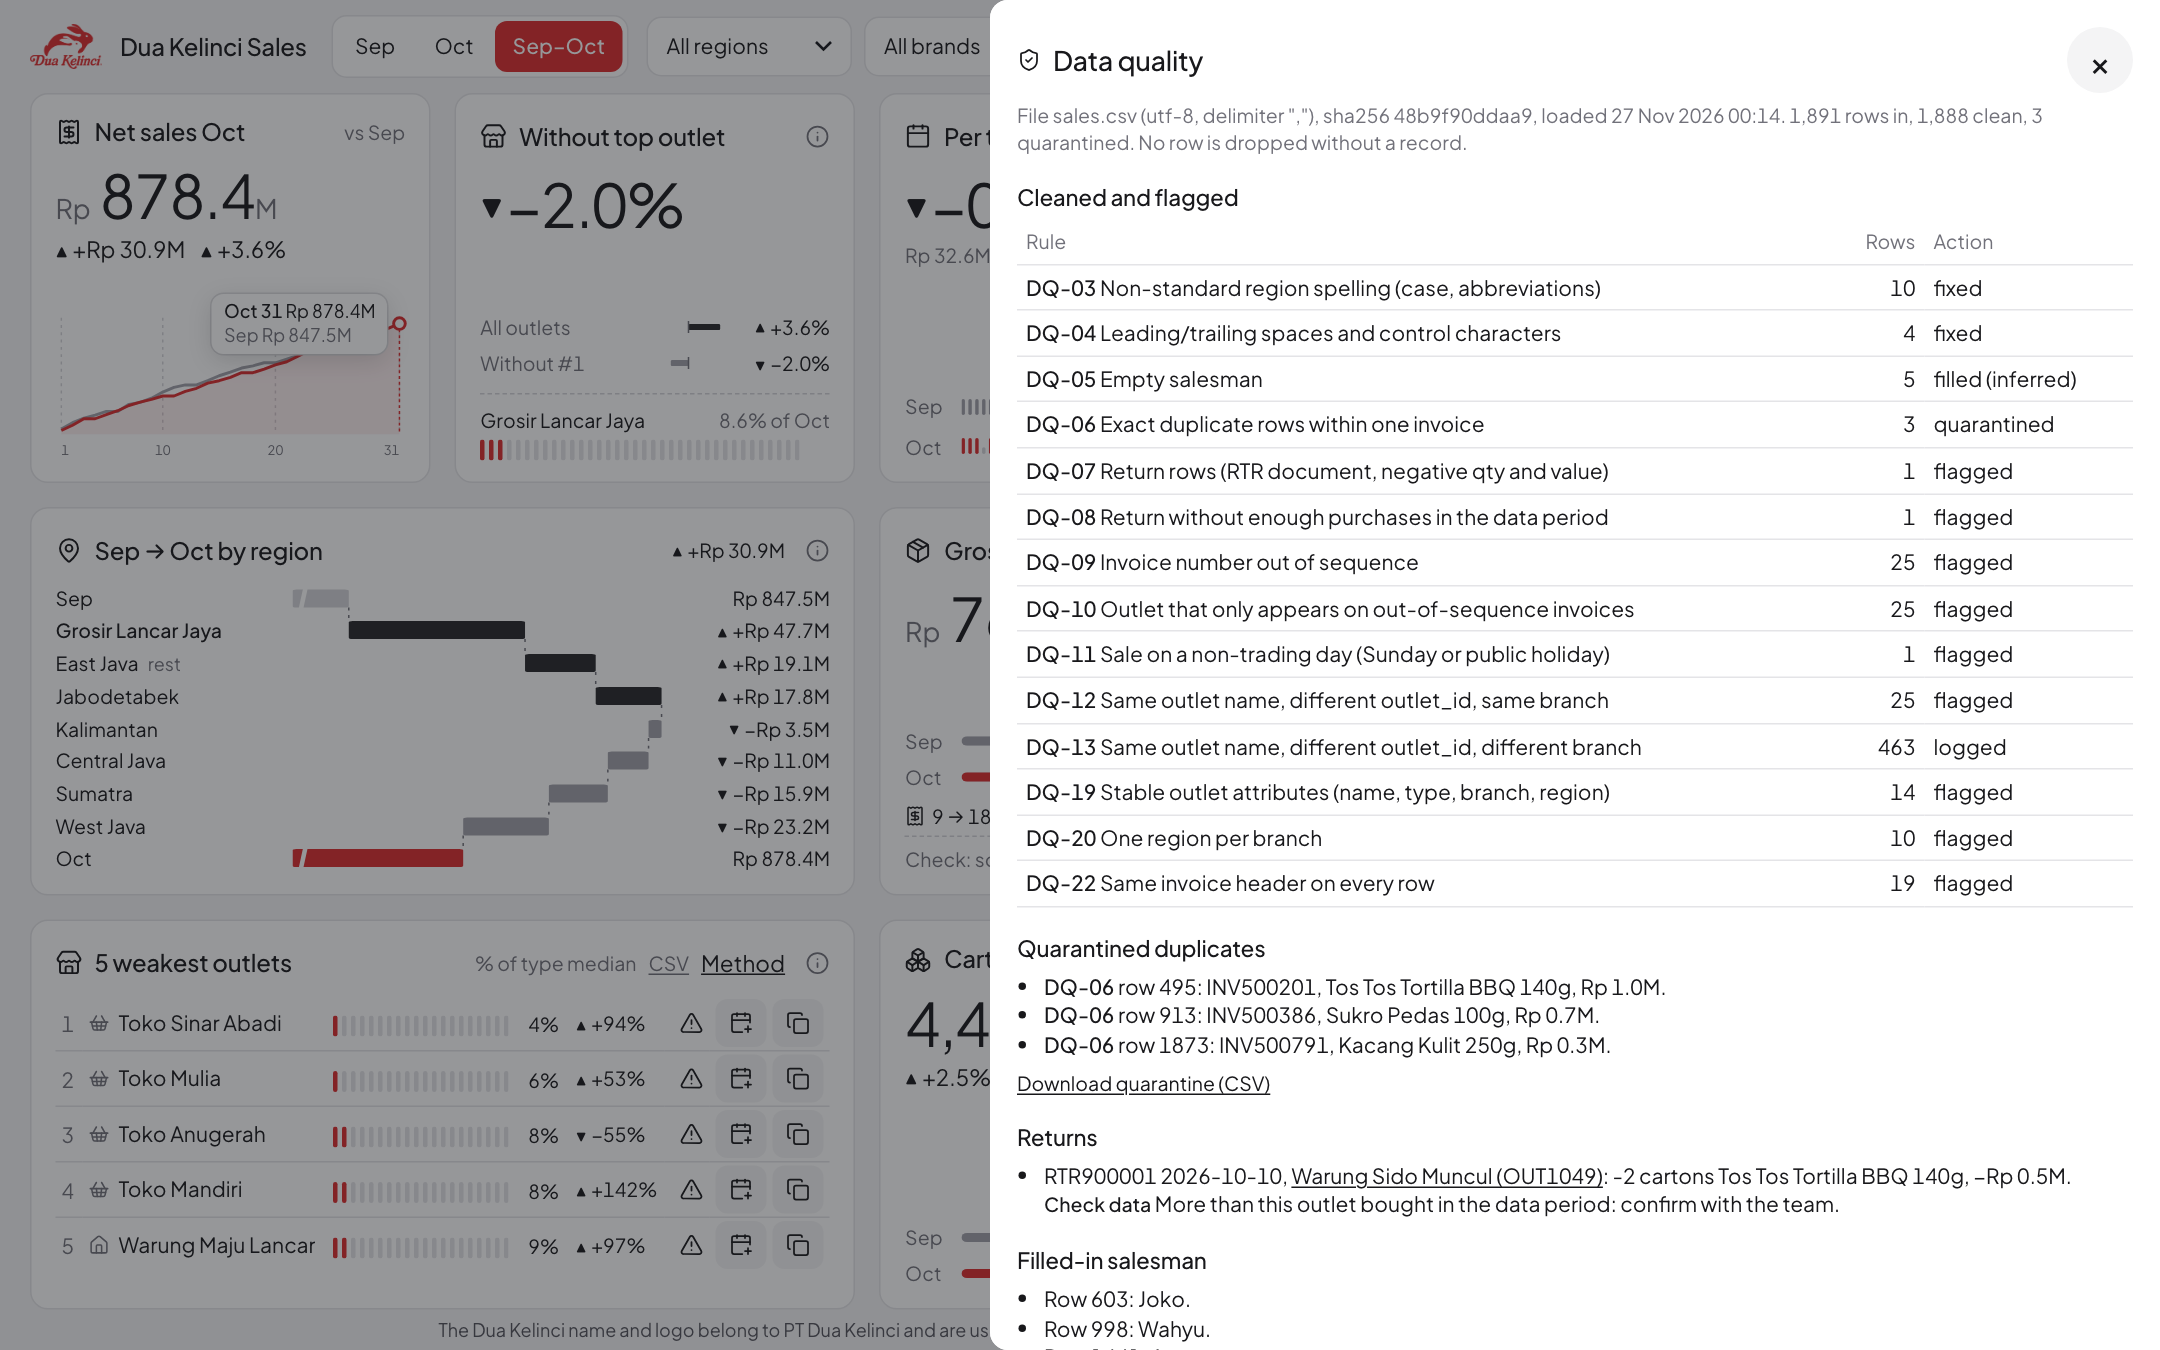 Dua Kelinci
Dua Kelinci Sales
Sep
Oct
Sep–Oct
All regions
All brands
Net sales Oct
vs Sep
Rp 878.4M
▲ +Rp 30.9M ▲ +3.6%
Oct 31 Rp 878.4M
Sep Rp 847.5M
1
10
20
31
Without top outlet
▼ –2.0%
All outlets
▲ +3.6%
Without #1
▼ –2.0%
Grosir Lancar Jaya
8.6% of Oct
Rp 32.6M
Sep
Oct
Sep → Oct by region
▲ +Rp 30.9M
Sep
Rp 847.5M
Grosir Lancar Jaya
▲ +Rp 47.7M
East Java rest
▲ +Rp 19.1M
Jabodetabek
▲ +Rp 17.8M
Kalimantan
▼ –Rp 3.5M
Central Java
▼ –Rp 11.0M
Sumatra
▼ –Rp 15.9M
West Java
▼ –Rp 23.2M
Oct
Rp 878.4M
Rp
Sep
Oct
9 → 18
Check:
5 weakest outlets
% of type median
CSV
Method
1 Toko Sinar Abadi 4% ▲ +94%
2 Toko Mulia 6% ▲ +53%
3 Toko Anugerah 8% ▼ –55%
4 Toko Mandiri 8% ▲ +142%
5 Warung Maju Lancar 9% ▲ +97%
▲ +2.5%
Sep
Oct
The Dua Kelinci name and logo belong to PT Dua Kelinci and are
Data quality
File sales.csv (utf-8, delimiter ","), sha256 48b9f90ddaa9, loaded 27 Nov 2026 00:14. 1,891 rows in, 1,888 clean, 3
quarantined. No row is dropped without a record.
Cleaned and flagged
Rule Rows Action
DQ-03 Non-standard region spelling (case, abbreviations) 10 fixed
DQ-04 Leading/trailing spaces and control characters 4 fixed
DQ-05 Empty salesman 5 filled (inferred)
DQ-06 Exact duplicate rows within one invoice 3 quarantined
DQ-07 Return rows (RTR document, negative qty and value) 1 flagged
DQ-08 Return without enough purchases in the data period 1 flagged
DQ-09 Invoice number out of sequence 25 flagged
DQ-10 Outlet that only appears on out-of-sequence invoices 25 flagged
DQ-11 Sale on a non-trading day (Sunday or public holiday) 1 flagged
DQ-12 Same outlet name, different outlet_id, same branch 25 flagged
DQ-13 Same outlet name, different outlet_id, different branch 463 logged
DQ-19 Stable outlet attributes (name, type, branch, region) 14 flagged
DQ-20 One region per branch 10 flagged
DQ-22 Same invoice header on every row 19 flagged
Quarantined duplicates
• DQ-06 row 495: INV500201, Tos Tos Tortilla BBQ 140g, Rp 1.0M.
• DQ-06 row 913: INV500386, Sukro Pedas 100g, Rp 0.7M.
• DQ-06 row 1873: INV500791, Kacang Kulit 250g, Rp 0.3M.
Download quarantine (CSV)
Returns
• RTR900001 2026-10-10, Warung Sido Muncul (OUT1049): -2 cartons Tos Tos Tortilla BBQ 140g, –Rp 0.5M.
Check data More than this outlet bought in the data period: confirm with the team.
Filled-in salesman
• Row 603: Joko.
• Row 998: Wahyu.